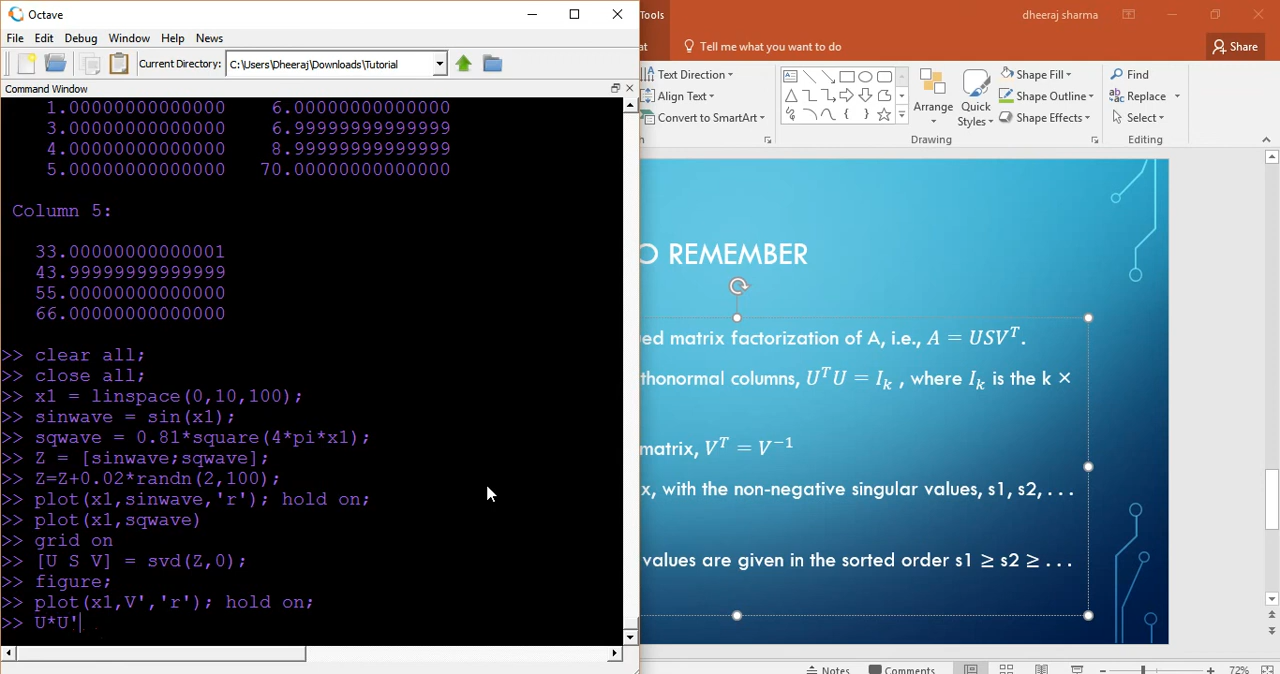 Octave
File Edit Debug Window Help News
Current Directory: C:\Users\Dheeraj\Downloads\Tutorial
Command Window
1.00000000000000 6.00000000000000
3.00000000000000 6.99999999999999
4.00000000000000 8.99999999999999
5.00000000000000 70.00000000000000
Column 5:
33.00000000000001
43.99999999999999
55.00000000000000
66.00000000000000
>> clear all;
>> close all;
>> x1 = linspace(0,10,100);
>> sinwave = sin(x1);
>> sqwave = 0.81*square(4*pi*x1);
>> Z = [sinwave;sqwave];
>> Z=Z+0.02*randn(2,100);
>> plot(x1,sinwave,'r'); hold on;
>> plot(x1,sqwave)
>> grid on
>> [U S V] = svd(Z,0);
>> figure;
>> plot(x1,V','r'); hold on;
>> U*U'
Tools dheeraj sharma
at Tell me what you want to do Share
Text Direction
Align Text
Convert to SmartArt
Arrange
Quick Styles
Shape Fill
Shape Outline
Shape Effects
Find
Replace
Select
Drawing Editing
O REMEMBER
ued matrix factorization of A, i.e., A = USVᵀ.
thonormal columns, UᵀU = Iₖ , where Iₖ is the k ×
matrix, Vᵀ = V⁻¹
x, with the non-negative singular values, s1, s2, . . .
values are given in the sorted order s1 ≥ s2 ≥ . . .
Notes Comments 72%